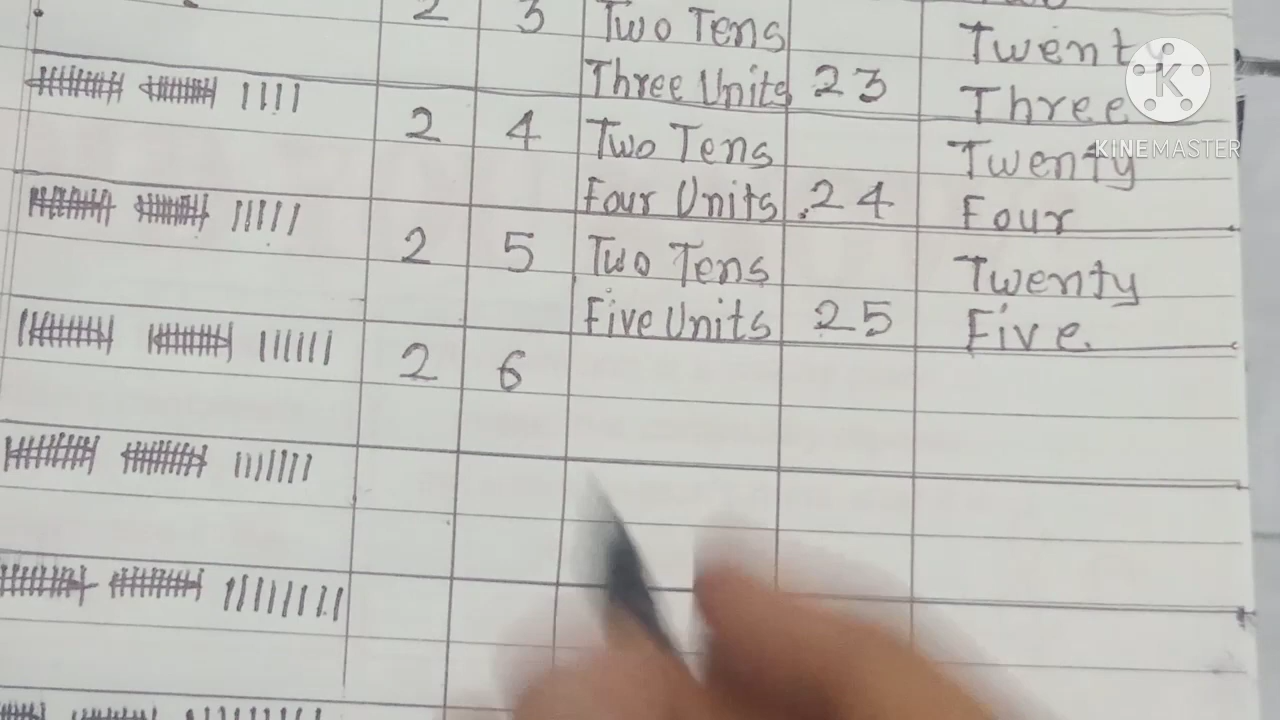 2 3 Two Tens Twenty
Three Units 23 Three
2 4 Two Tens Twenty
Four Units 24 Four
2 5 Two Tens Twenty
Five Units 25 Five
2 6
K
KINEMASTER